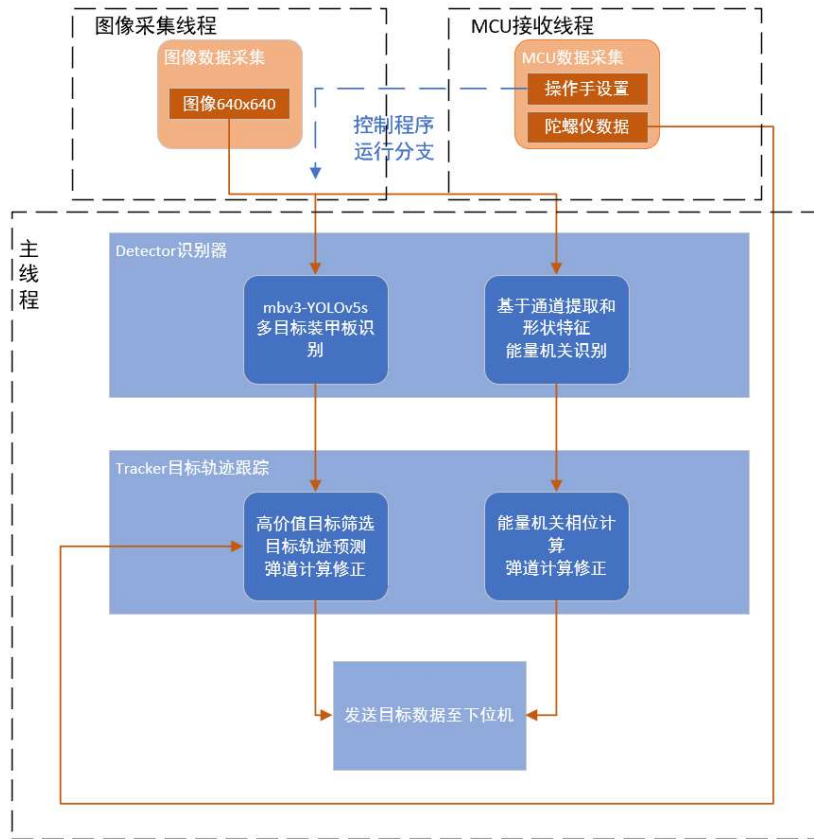 图像采集线程
MCU接收线程
图像数据采集
图像640x640
MCU数据采集
操作手设置
陀螺仪数据
控制程序
运行分支
主
线
程
Detector识别器
mbv3-YOLOv5s
多目标装甲板识
别
基于通道提取和
形状特征
能量机关识别
Tracker目标轨迹跟踪
高价值目标筛选
目标轨迹预测
弹道计算修正
能量机关相位计
算
弹道计算修正
发送目标数据至下位机